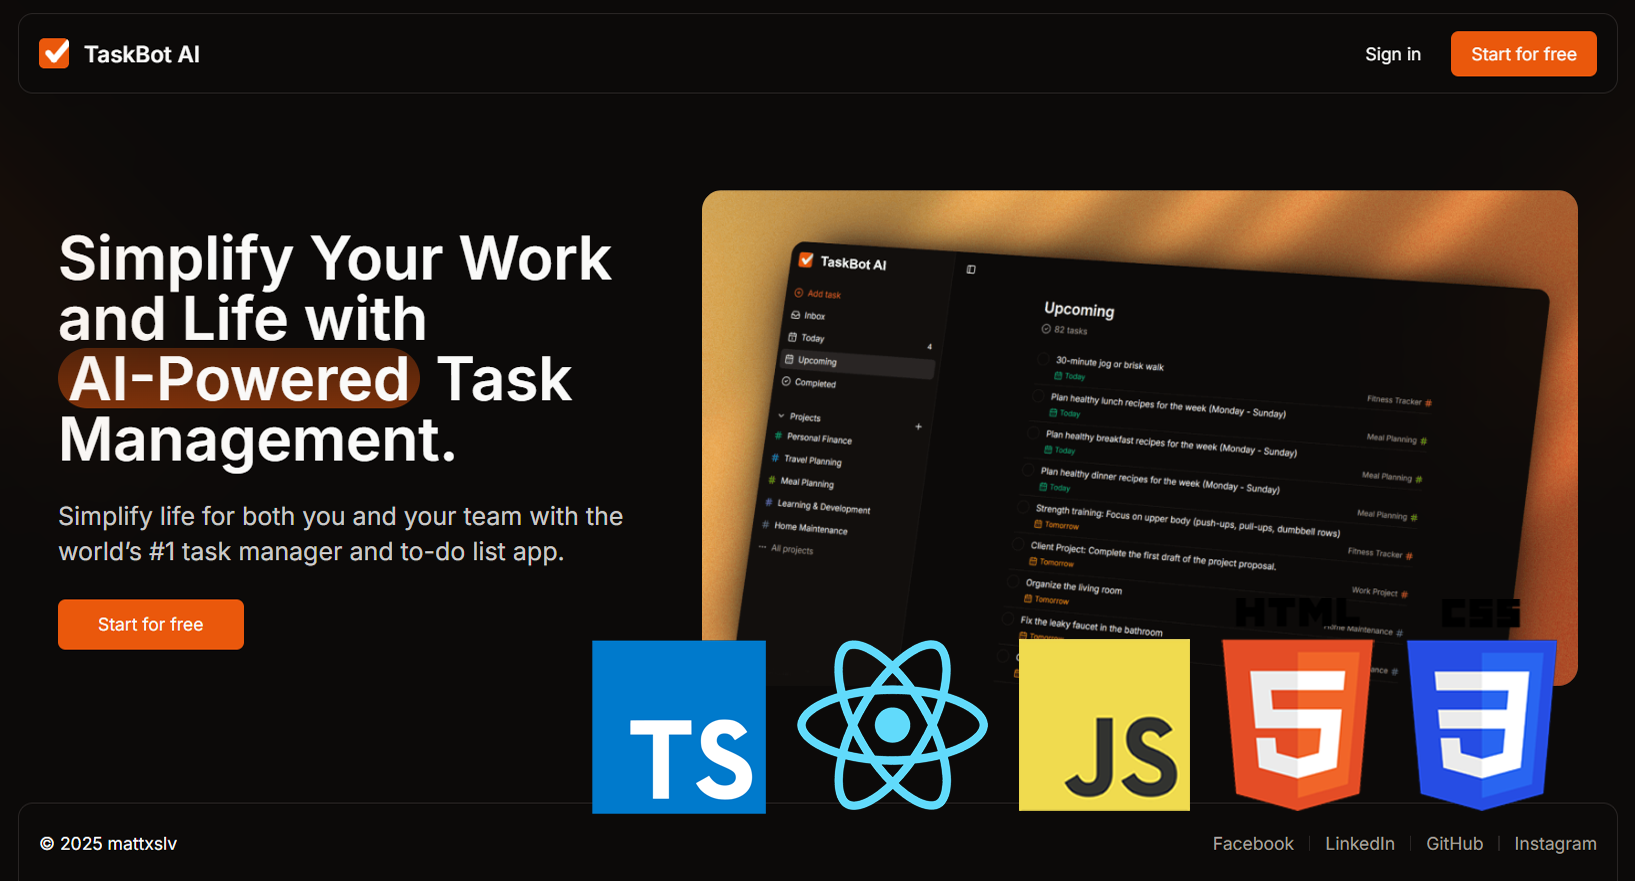 TaskBot AI
Sign in
Start for free
Simplify Your Work
and Life with
AI-Powered Task
Management.
Simplify life for both you and your team with the
world’s #1 task manager and to-do list app.
Start for free
TaskBot AI
Add task
Inbox
Today 4
Upcoming
Completed
Projects +
# Personal Finance
# Travel Planning
# Meal Planning
# Learning & Development
# Home Maintenance
··· All projects
Upcoming
82 tasks
30-minute jog or brisk walk
Today
Fitness Tracker #
Plan healthy lunch recipes for the week (Monday - Sunday)
Today
Meal Planning #
Plan healthy breakfast recipes for the week (Monday - Sunday)
Today
Meal Planning #
Plan healthy dinner recipes for the week (Monday - Sunday)
Today
Meal Planning #
Strength training: Focus on upper body (push-ups, pull-ups, dumbbell rows)
Tomorrow
Fitness Tracker #
Client Project: Complete the first draft of the project proposal.
Tomorrow
Work Project #
Organize the living room
Tomorrow
Maintenance #
Fix the leaky faucet in the bathroom
Tomorrow
HTML
CSS
TS
JS
5
3
© 2025 mattxslv
Facebook
LinkedIn
GitHub
Instagram